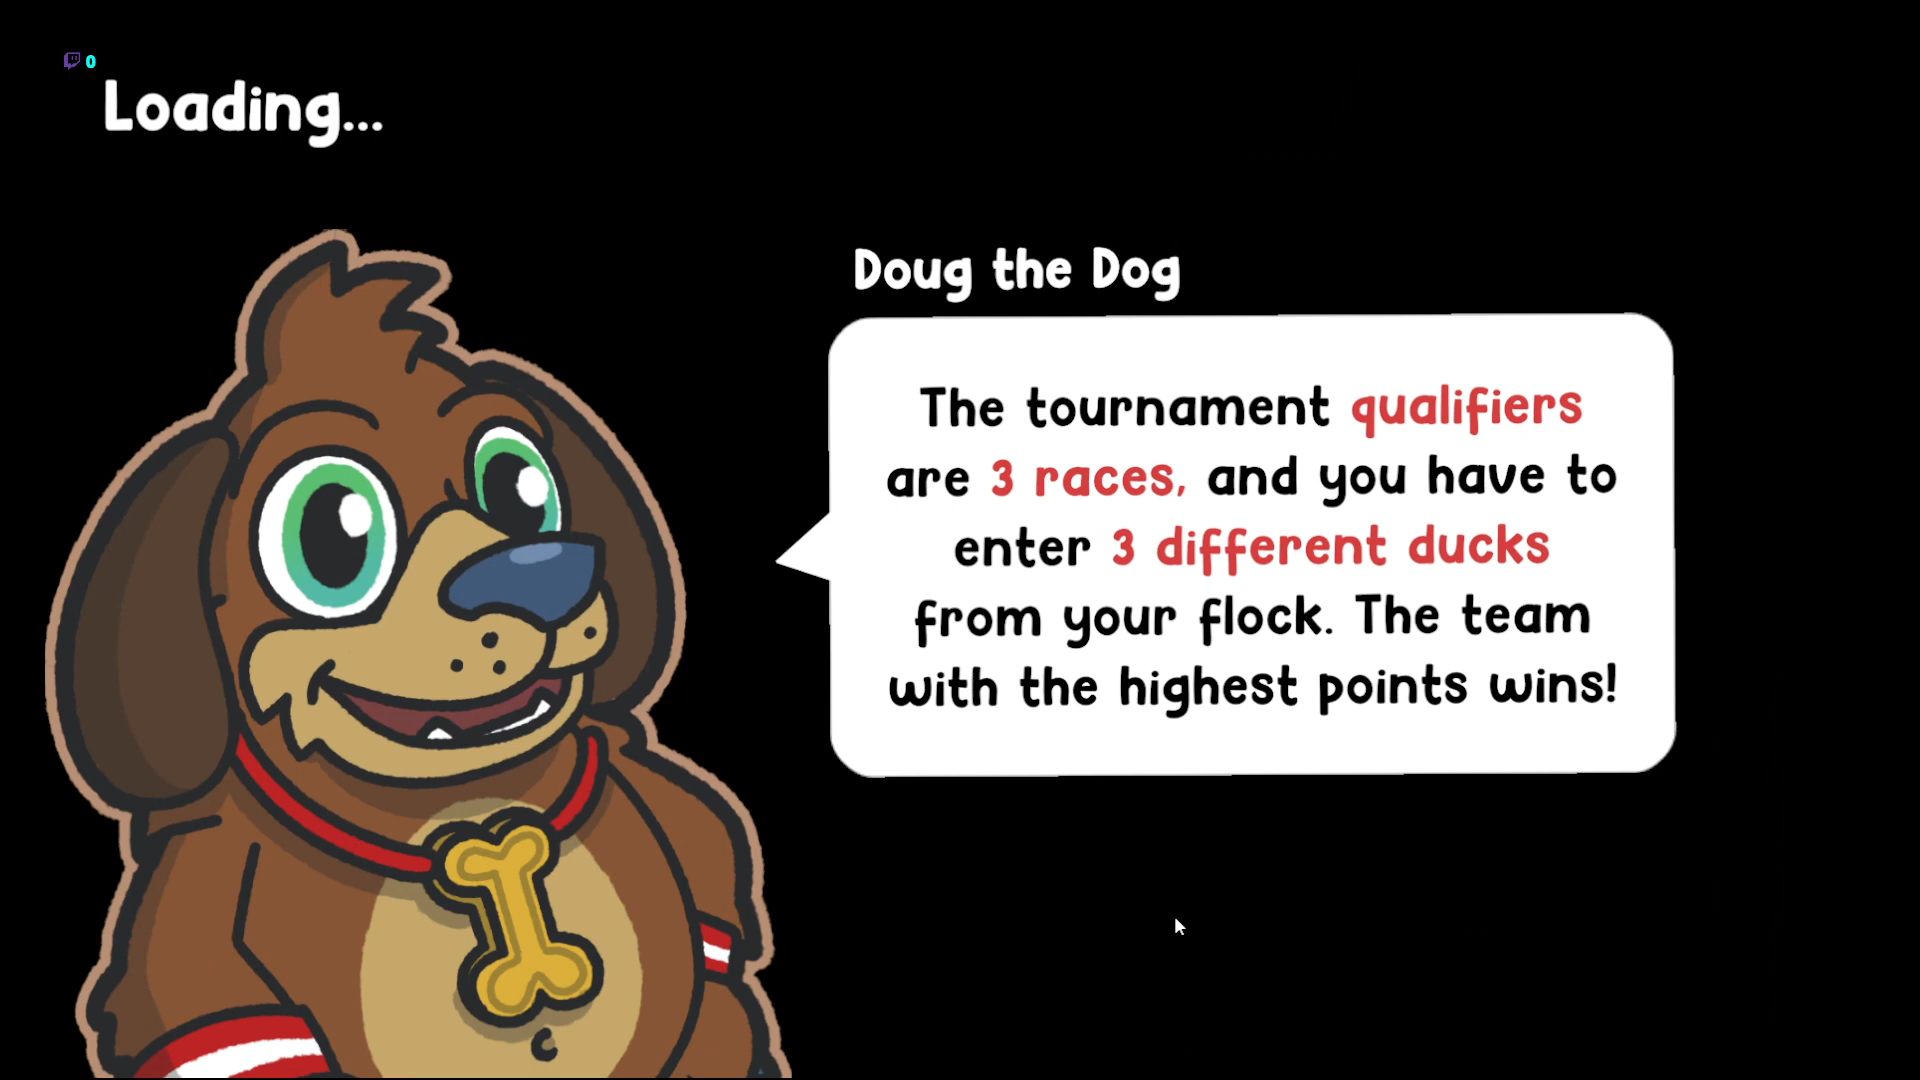 0
Loading...
Doug the Dog
The tournament qualifiers
are 3 races, and you have to
enter 3 different ducks
from your flock. The team
with the highest points wins!